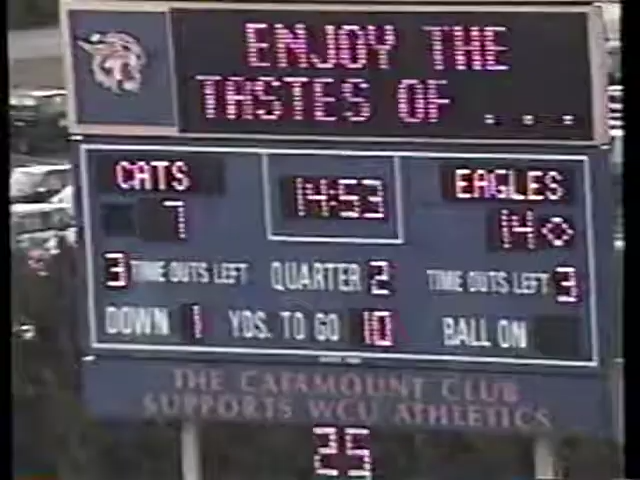 ENJOY THE
TASTES OF . . .
CATS 14:53 EAGLES
7 14
3 TIME OUTS LEFT QUARTER 2 TIME OUTS LEFT 3
DOWN 1 YDS. TO GO 10 BALL ON
THE CATAMOUNT CLUB
SUPPORTS WCU ATHLETICS
25